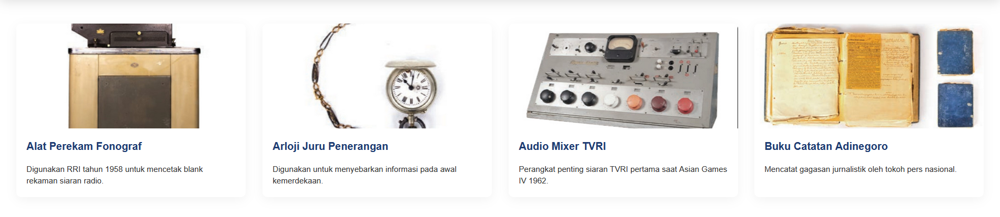 Alat Perekam Fonograf
Digunakan RRI tahun 1958 untuk mencetak blank
rekaman siaran radio.
Arloji Juru Penerangan
Digunakan untuk menyebarkan informasi pada awal
kemerdekaan.
Audio Mixer TVRI
Perangkat penting siaran TVRI pertama saat Asian Games
IV 1962.
Buku Catatan Adinegoro
Mencatat gagasan jurnalistik oleh tokoh pers nasional.